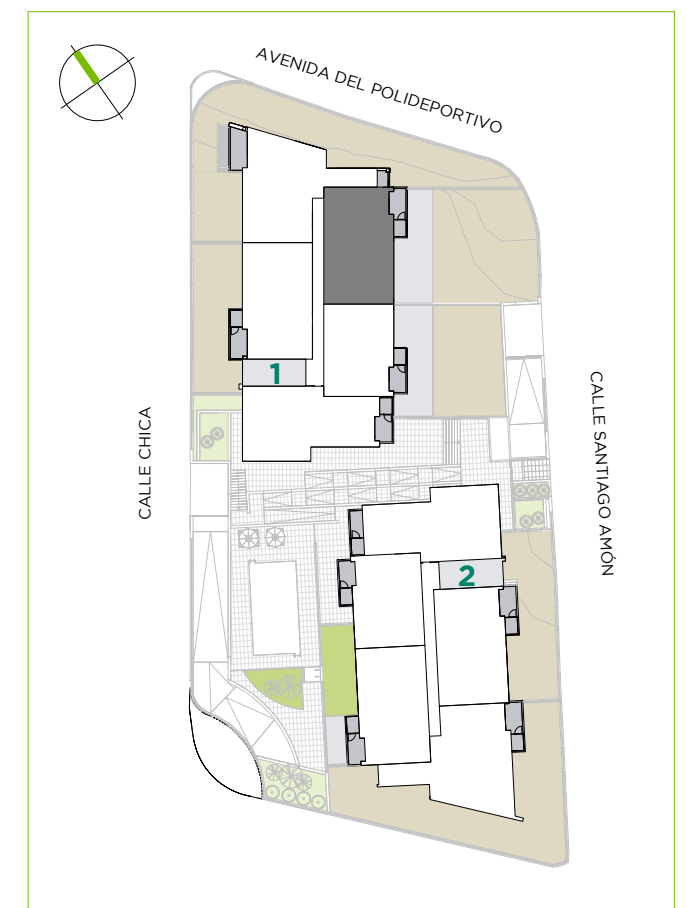 AVENIDA DEL POLIDEPORTIVO
1
CALLE CHICA
CALLE SANTIAGO AMÓN
2